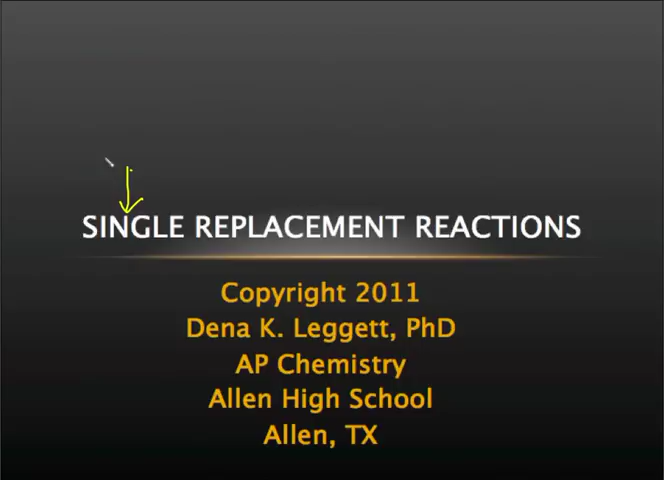 SINGLE REPLACEMENT REACTIONS
Copyright 2011
Dena K. Leggett, PhD
AP Chemistry
Allen High School
Allen, TX